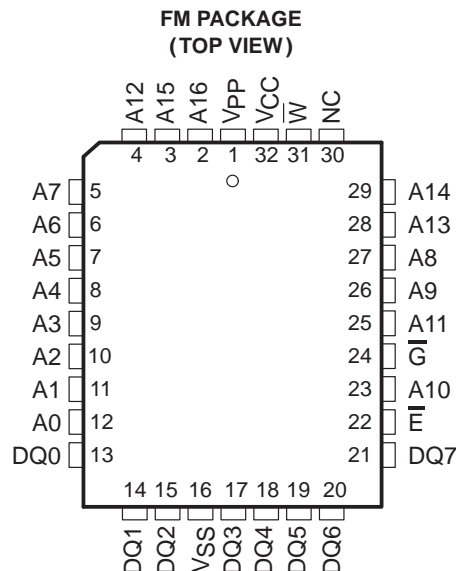 FM PACKAGE
(TOP VIEW)
A12 A15 A16 VPP VCC W̅ NC
4 3 2 1 32 31 30
A7 5 29 A14
A6 6 28 A13
A5 7 27 A8
A4 8 26 A9
A3 9 25 A11
A2 10 24 G̅
A1 11 23 A10
A0 12 22 E̅
DQ0 13 21 DQ7
14 15 16 17 18 19 20
DQ1 DQ2 VSS DQ3 DQ4 DQ5 DQ6